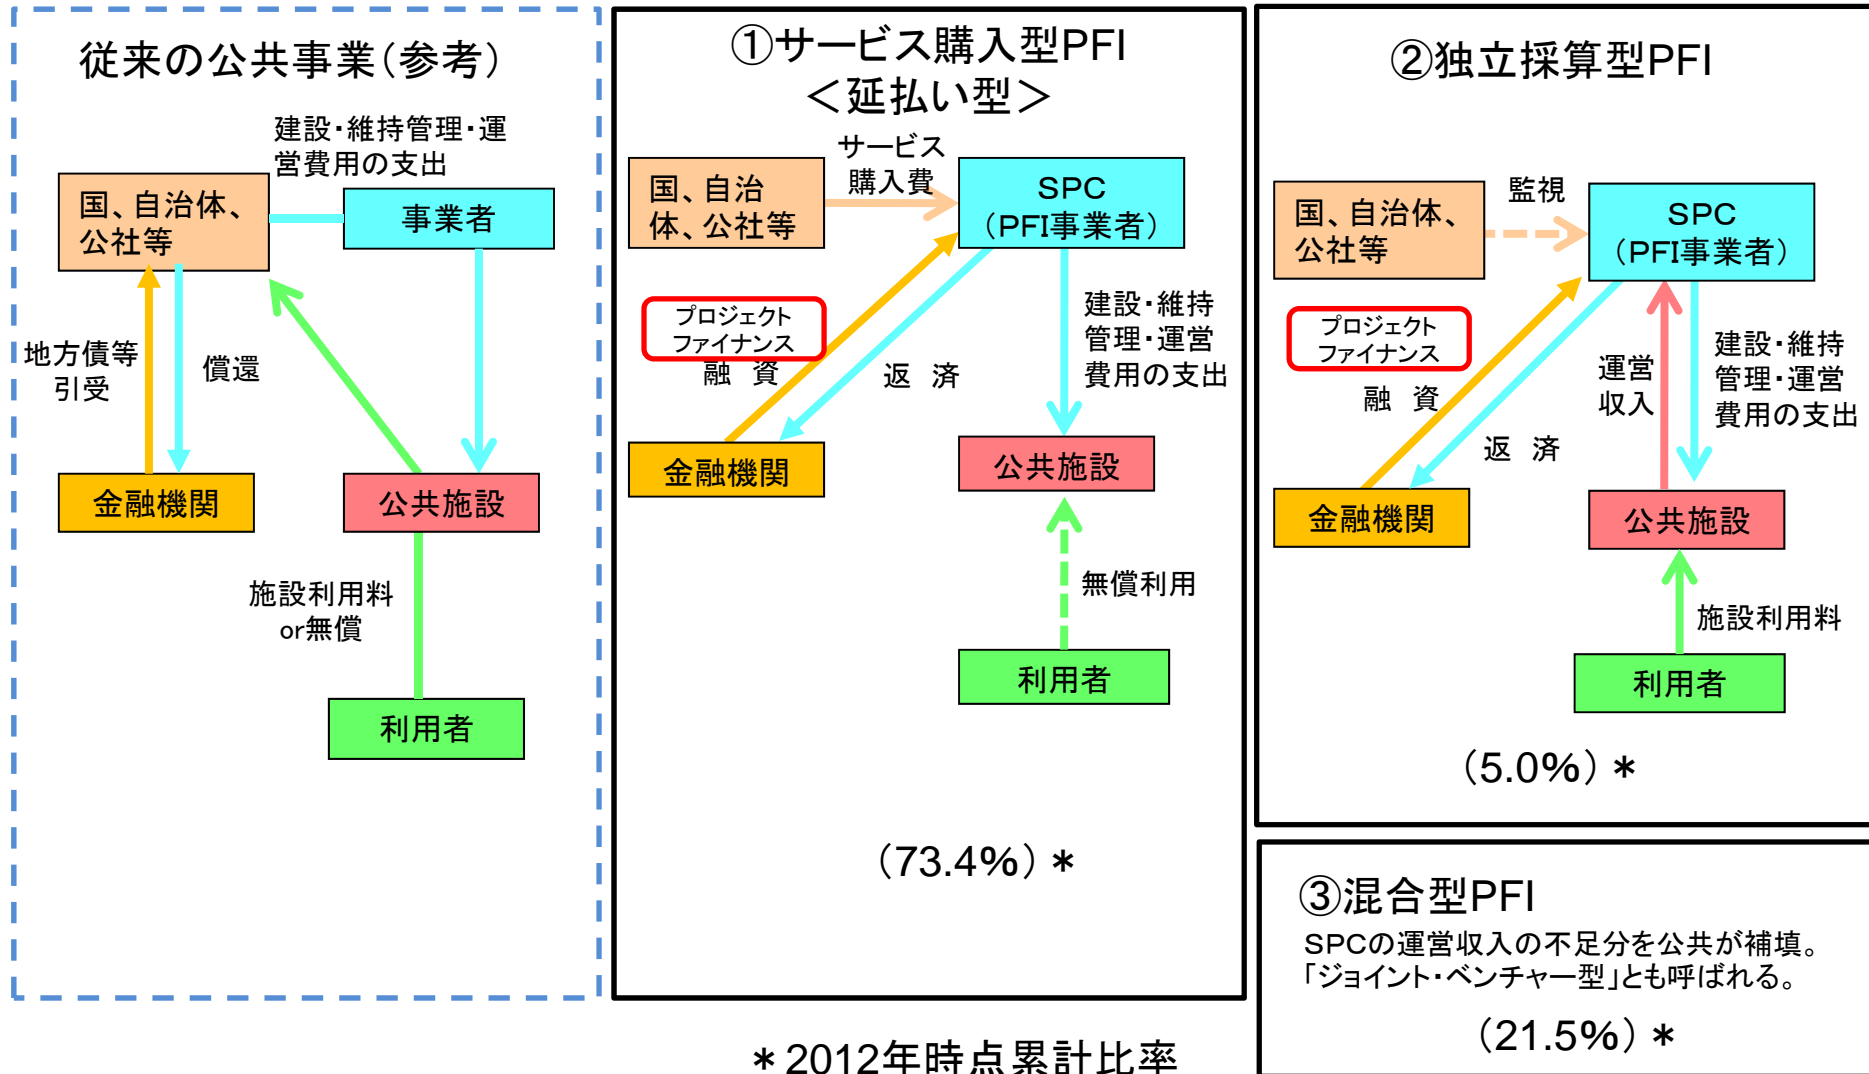 従来の公共事業(参考)
建設・維持管理・運
営費用の支出
国、自治体、
公社等
事業者
地方債等
引受
償還
金融機関
公共施設
施設利用料
or無償
利用者
①サービス購入型PFI
＜延払い型＞
サービス
購入費
国、自治
体、公社等
SPC
（PFI事業者）
プロジェクト
ファイナンス
融 資
返 済
建設・維持
管理・運営
費用の支出
金融機関
公共施設
無償利用
利用者
（73.4％）＊
②独立採算型PFI
監視
国、自治体、
公社等
SPC
（PFI事業者）
プロジェクト
ファイナンス
融 資
返 済
運営
収入
建設・維持
管理・運営
費用の支出
金融機関
公共施設
施設利用料
利用者
（5.0％）＊
③混合型PFI
SPCの運営収入の不足分を公共が補填。
「ジョイント・ベンチャー型」とも呼ばれる。
（21.5％）＊
＊2012年時点累計比率